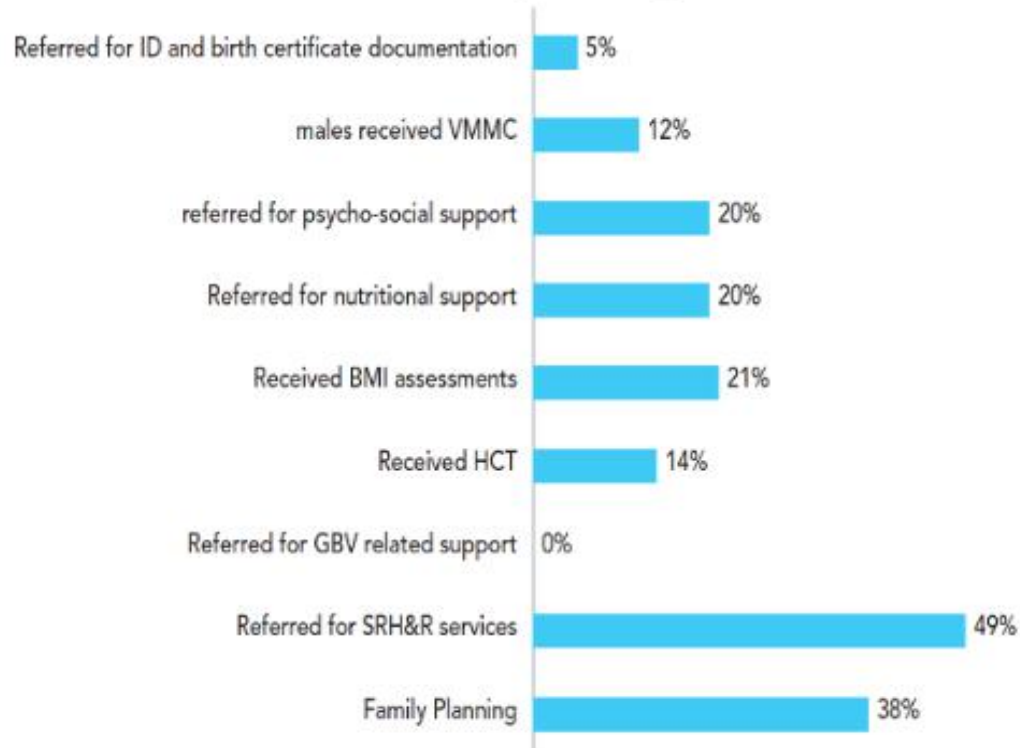 Referred for ID and birth certificate documentation 5%
males received VMMC 12%
referred for psycho-social support 20%
Referred for nutritional support 20%
Received BMI assessments 21%
Received HCT 14%
Referred for GBV related support 0%
Referred for SRH&R services 49%
Family Planning 38%